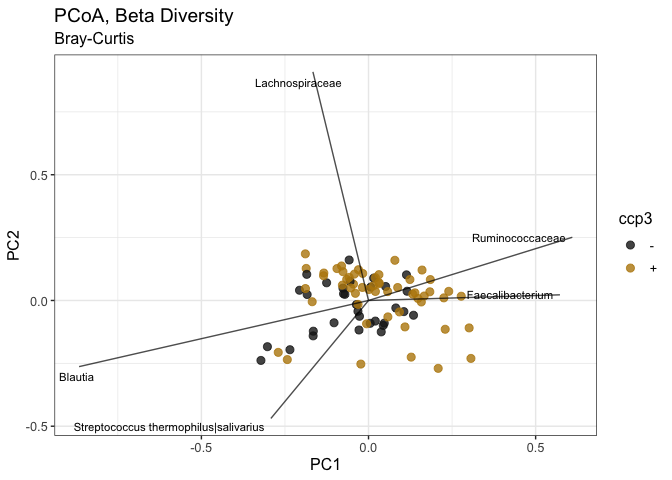 PCoA, Beta Diversity
Bray-Curtis
Lachnospiraceae
0.5
Ruminococcaceae
ccp3
-
PC2
+
Faecalibacterium
0.0
Blautia
Streptococcus thermophilus|salivarius
-0.5
-0.5 0.0 0.5
PC1